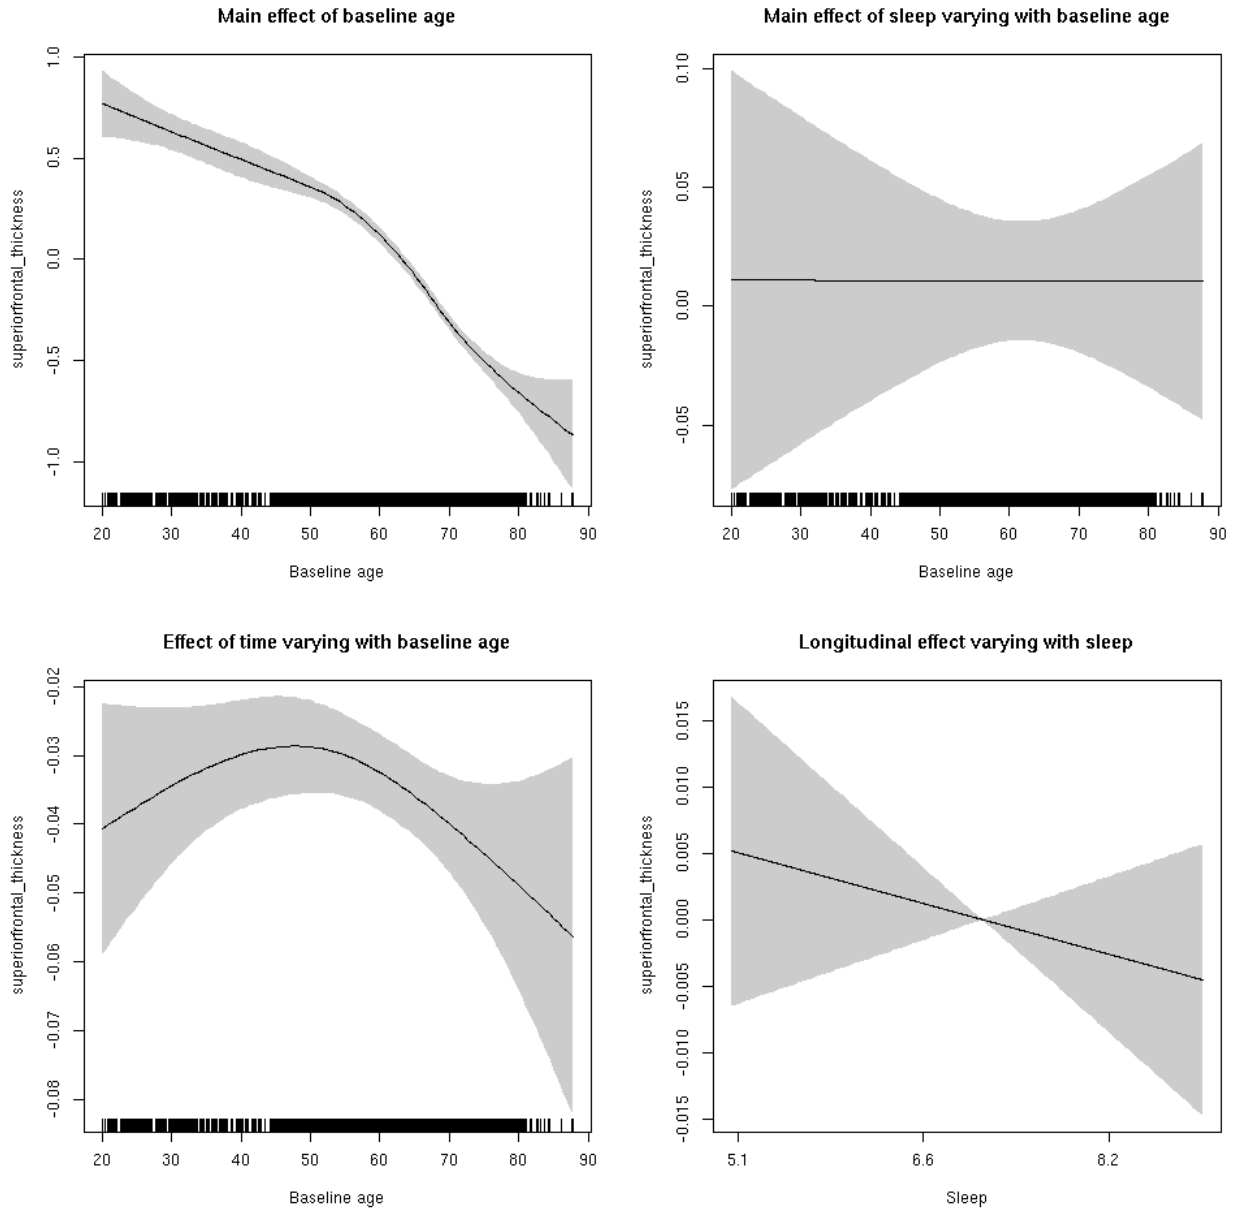 Main effect of baseline age
superiorfrontal_thickness
1.0
0.5
0.0
-0.5
-1.0
20 30 40 50 60 70 80 90
Baseline age
Main effect of sleep varying with baseline age
superiorfrontal_thickness
0.10
0.05
0.00
-0.05
20 30 40 50 60 70 80 90
Baseline age
Effect of time varying with baseline age
superiorfrontal_thickness
-0.02
-0.03
-0.04
-0.05
-0.06
-0.07
-0.08
20 30 40 50 60 70 80 90
Baseline age
Longitudinal effect varying with sleep
superiorfrontal_thickness
0.015
0.010
0.005
0.000
-0.005
-0.010
-0.015
5.1 6.6 8.2
Sleep